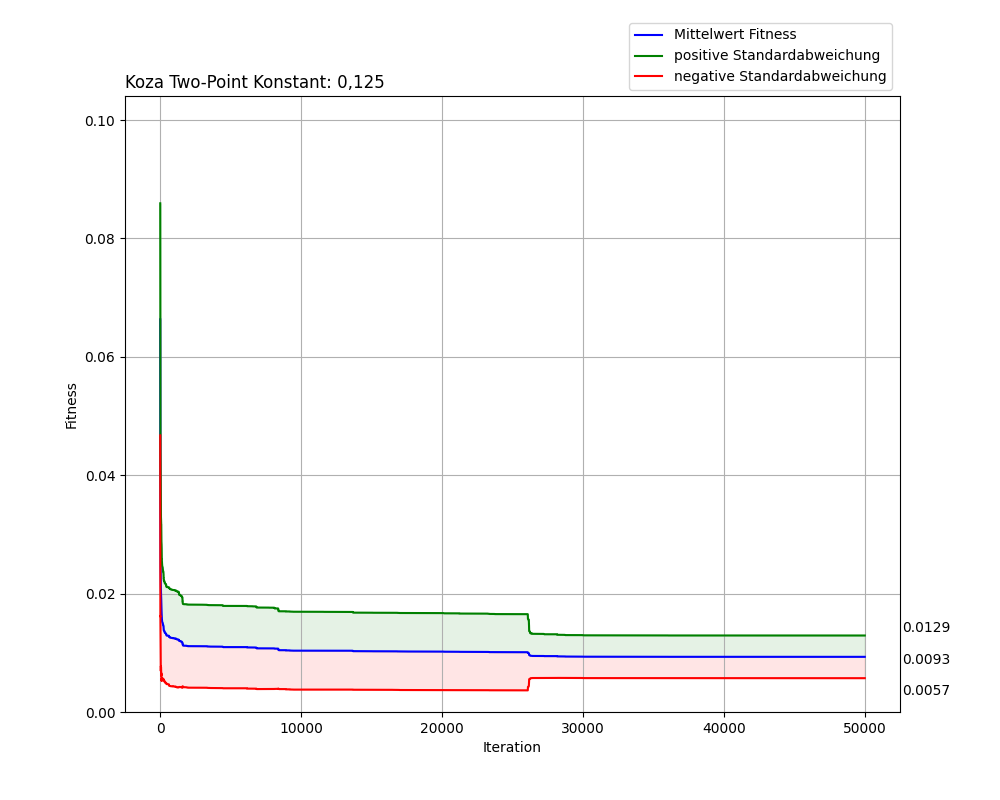 Mittelwert Fitness
positive Standardabweichung
negative Standardabweichung
Koza Two-Point Konstant: 0,125
0.10
0.08
0.06
0.04
0.02
0.00
Fitness
0.0129
0.0093
0.0057
0 10000 20000 30000 40000 50000
Iteration